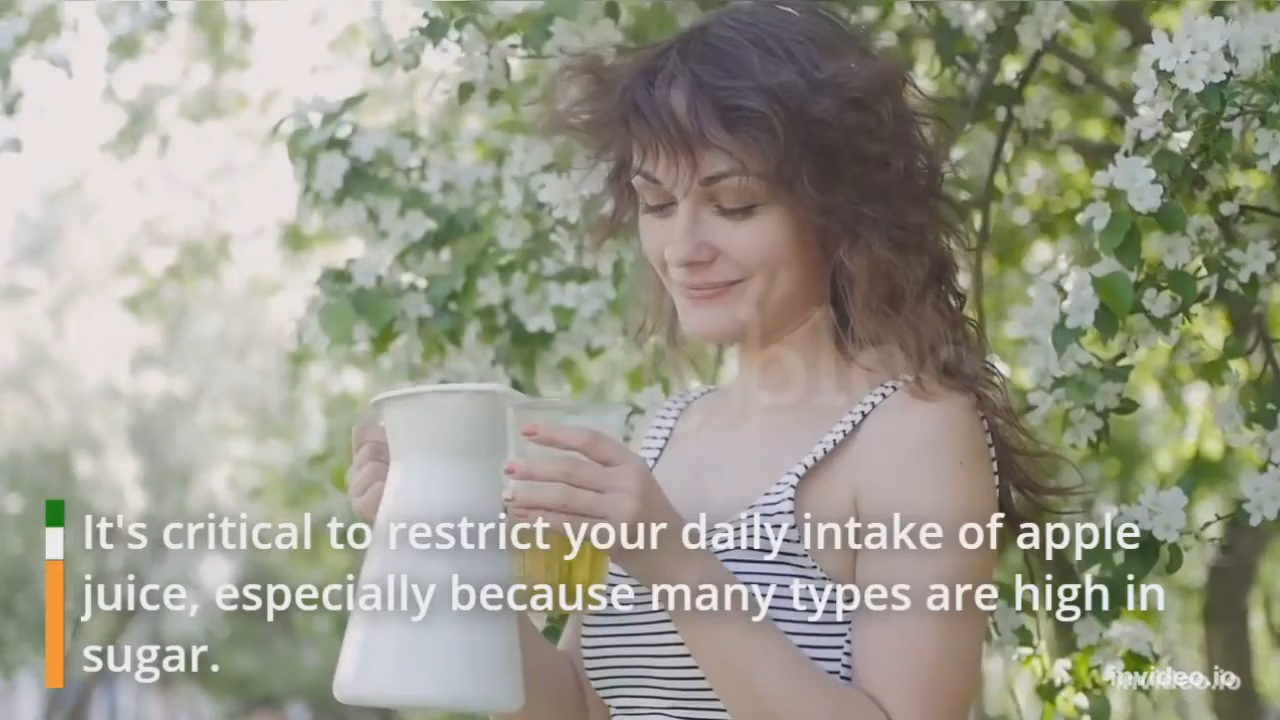 It's critical to restrict your daily intake of apple
juice, especially because many types are high in
sugar.
invideo.io